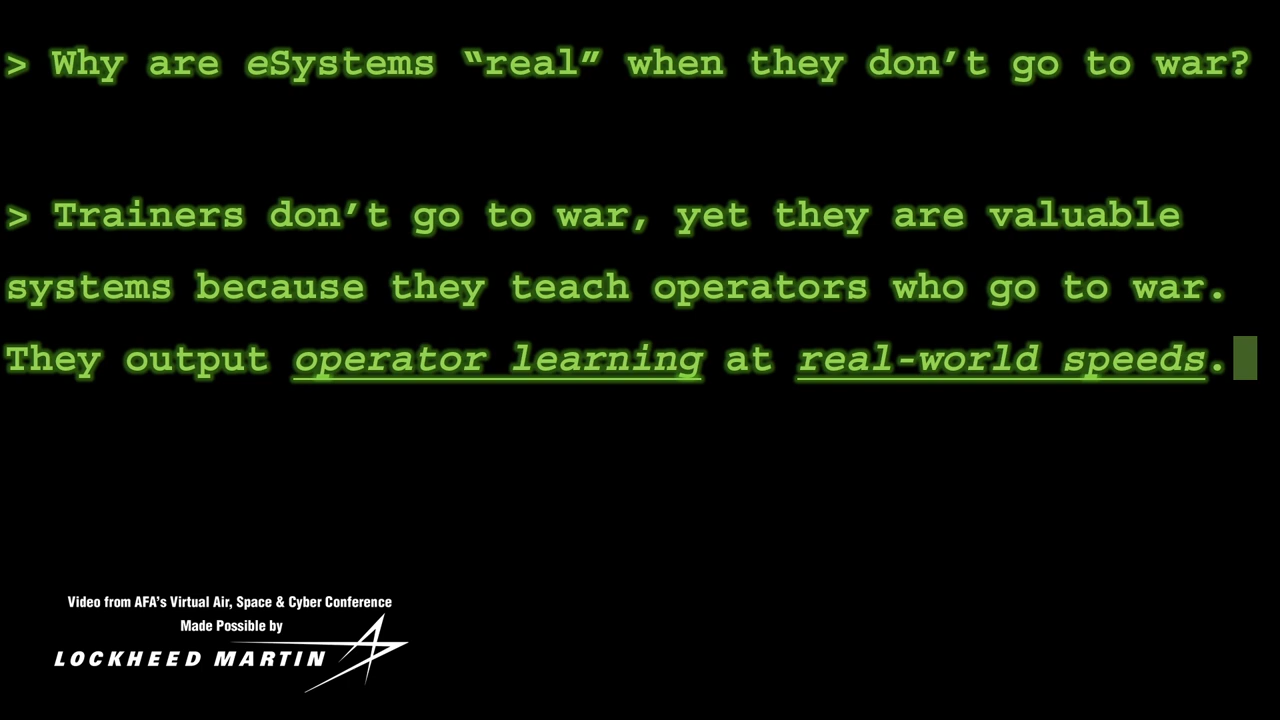 > Why are eSystems “real” when they don’t go to war?
> Trainers don’t go to war, yet they are valuable
systems because they teach operators who go to war.
They output operator learning at real-world speeds.
Video from AFA’s Virtual Air, Space & Cyber Conference
Made Possible by
LOCKHEED MARTIN